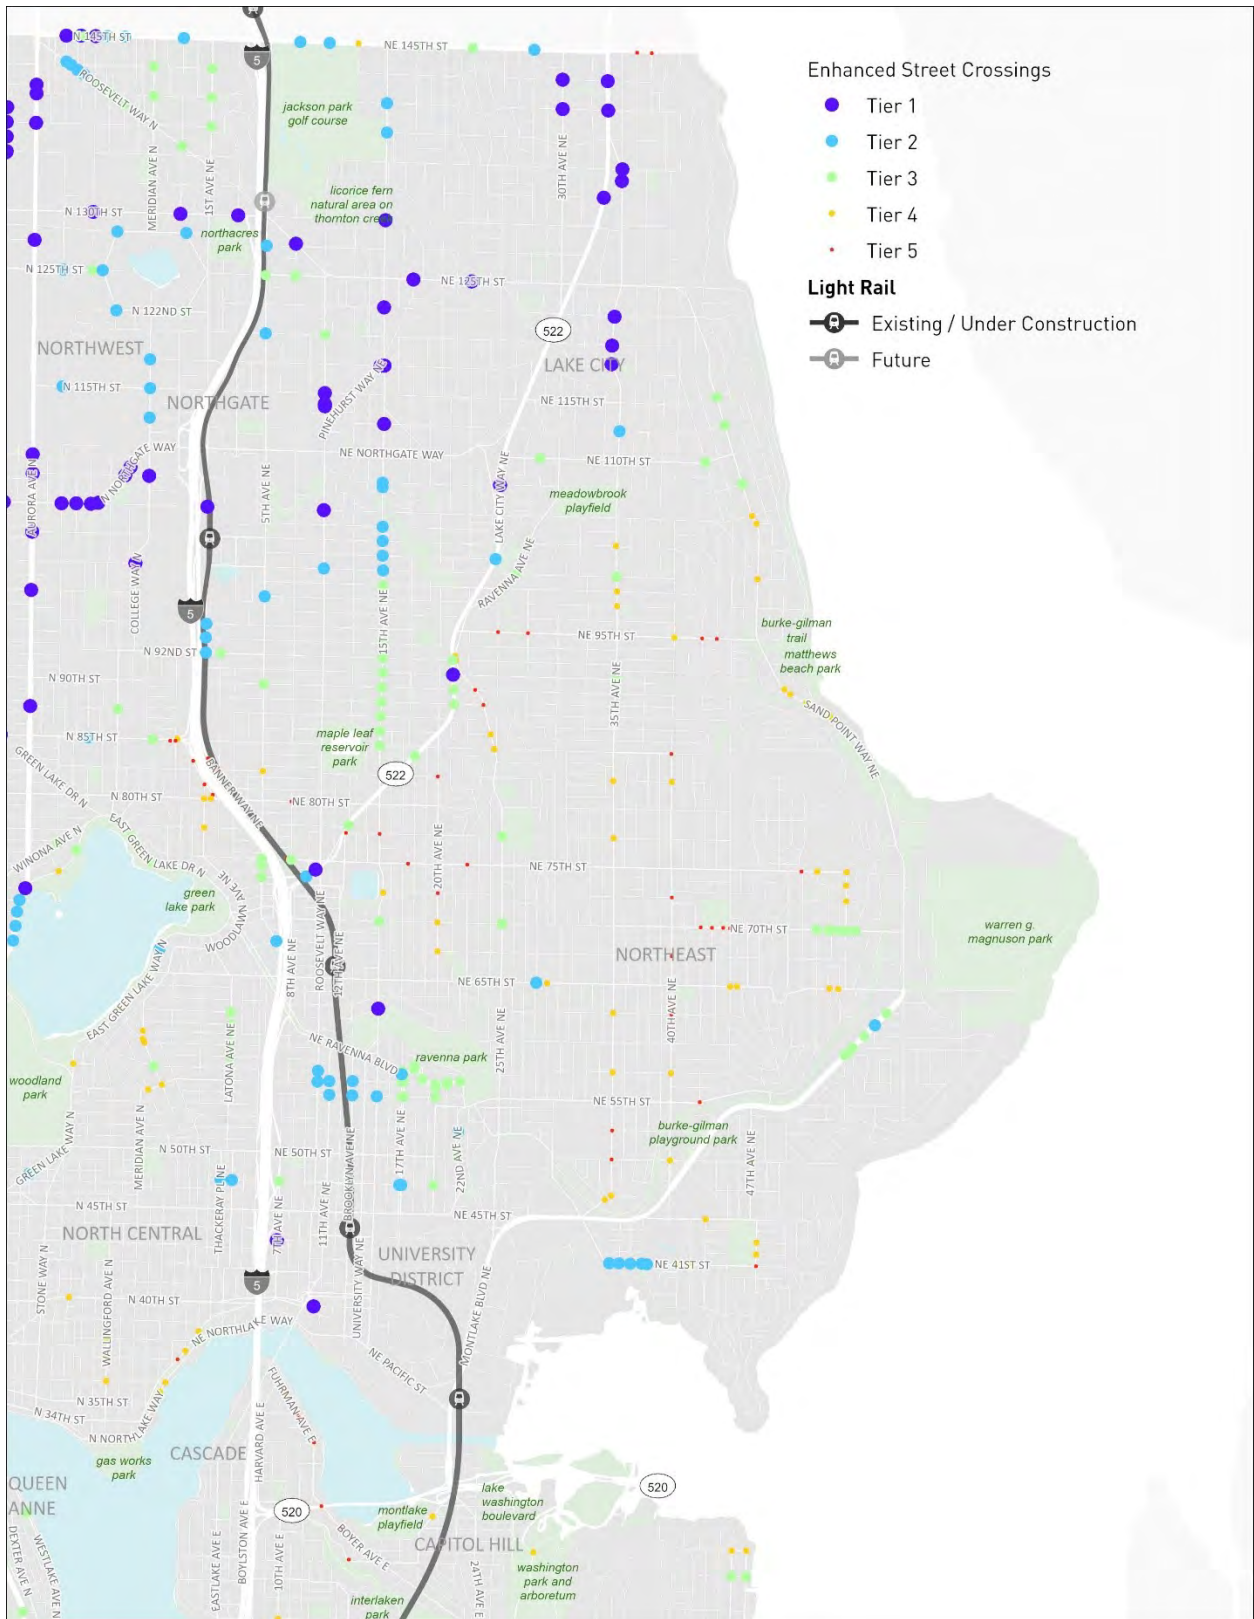 N 145TH ST
NE 145TH ST
5
ROOSEVELT WAY N
jackson park
golf course
MERIDIAN AVE N
1ST AVE NE
30TH AVE NE
licorice fern
natural area on
thornton creek
N 130TH ST
northacres
park
N 125TH ST
NE 125TH ST
N 122ND ST
522
NORTHWEST
LAKE CITY
N 115TH ST
NORTHGATE
PINEHURST WAY NE
NE 115TH ST
N NORTHGATE WAY
NE NORTHGATE WAY
NE 110TH ST
AURORA AVE N
5TH AVE NE
LAKE CITY WAY NE
meadowbrook
playfield
COLLEGE WAY N
RAVENNA AVE NE
5
15TH AVE NE
burke-gilman
trail
matthews
beach park
NE 95TH ST
N 92ND ST
N 90TH ST
35TH AVE NE
SAND POINT WAY NE
N 85TH ST
maple leaf
reservoir
park
522
GREEN LAKE DR N
BANNER WAY NE
N 80TH ST
NE 80TH ST
WINONA AVE N
EAST GREEN LAKE DR N
20TH AVE NE
NE 75TH ST
green
lake park
WOODLAWN AVE NE
8TH AVE NE
ROOSEVELT WAY NE
12TH AVE NE
NE 70TH ST
warren g.
magnuson park
NORTHEAST
EAST GREEN LAKE WAY N
NE 65TH ST
40TH AVE NE
25TH AVE NE
NE RAVENNA BLVD
ravenna park
LATONA AVE NE
woodland
park
NE 55TH ST
burke-gilman
playground park
GREEN LAKE WAY N
MERIDIAN AVE N
N 50TH ST
NE 50TH ST
THACKERAY PL NE
7TH AVE NE
11TH AVE NE
BROOKLYN AVE NE
17TH AVE NE
22ND AVE NE
47TH AVE NE
N 45TH ST
NE 45TH ST
NORTH CENTRAL
UNIVERSITY
DISTRICT
NE 41ST ST
5
STONE WAY N
WALLINGFORD AVE N
N 40TH ST
UNIVERSITY WAY NE
MONTLAKE BLVD NE
NE NORTHLAKE WAY
NE PACIFIC ST
FUHRMAN AVE E
N 35TH ST
N 34TH ST
N NORTHLAKE WAY
HARVARD AVE E
gas works
park
CASCADE
QUEEN
ANNE
520
520
lake
washington
boulevard
montlake
playfield
BOYER AVE E
CAPITOL HILL
DEXTER AVE N
WESTLAKE AVE N
EASTLAKE AVE E
BOYLSTON AVE E
10TH AVE E
24TH AVE E
washington
park and
arboretum
interlaken
park
Enhanced Street Crossings
Tier 1
Tier 2
Tier 3
Tier 4
Tier 5
Light Rail
Existing / Under Construction
Future